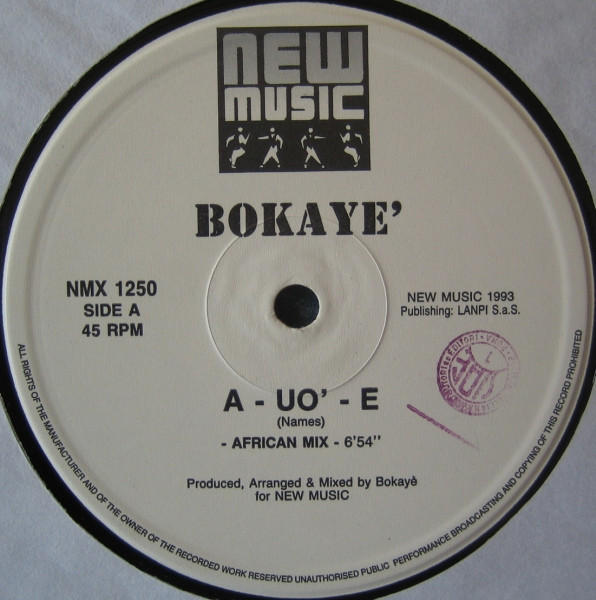 NEW
MUSIC
BOKAYE'
NMX 1250
SIDE A
45 RPM
NEW MUSIC 1993
Publishing: LANPI S.a.S.
A - UO' - E
(Names)
- AFRICAN MIX - 6'54"
Produced, Arranged & Mixed by Bokayè
for NEW MUSIC
ALL RIGHTS OF THE MANUFACTURER AND OF THE OWNER OF THE RECORDED WORK RESERVED UNAUTHORISED PUBLIC PERFORMANCE BROADCASTING AND COPYING OF THIS RECORD PROHIBITED